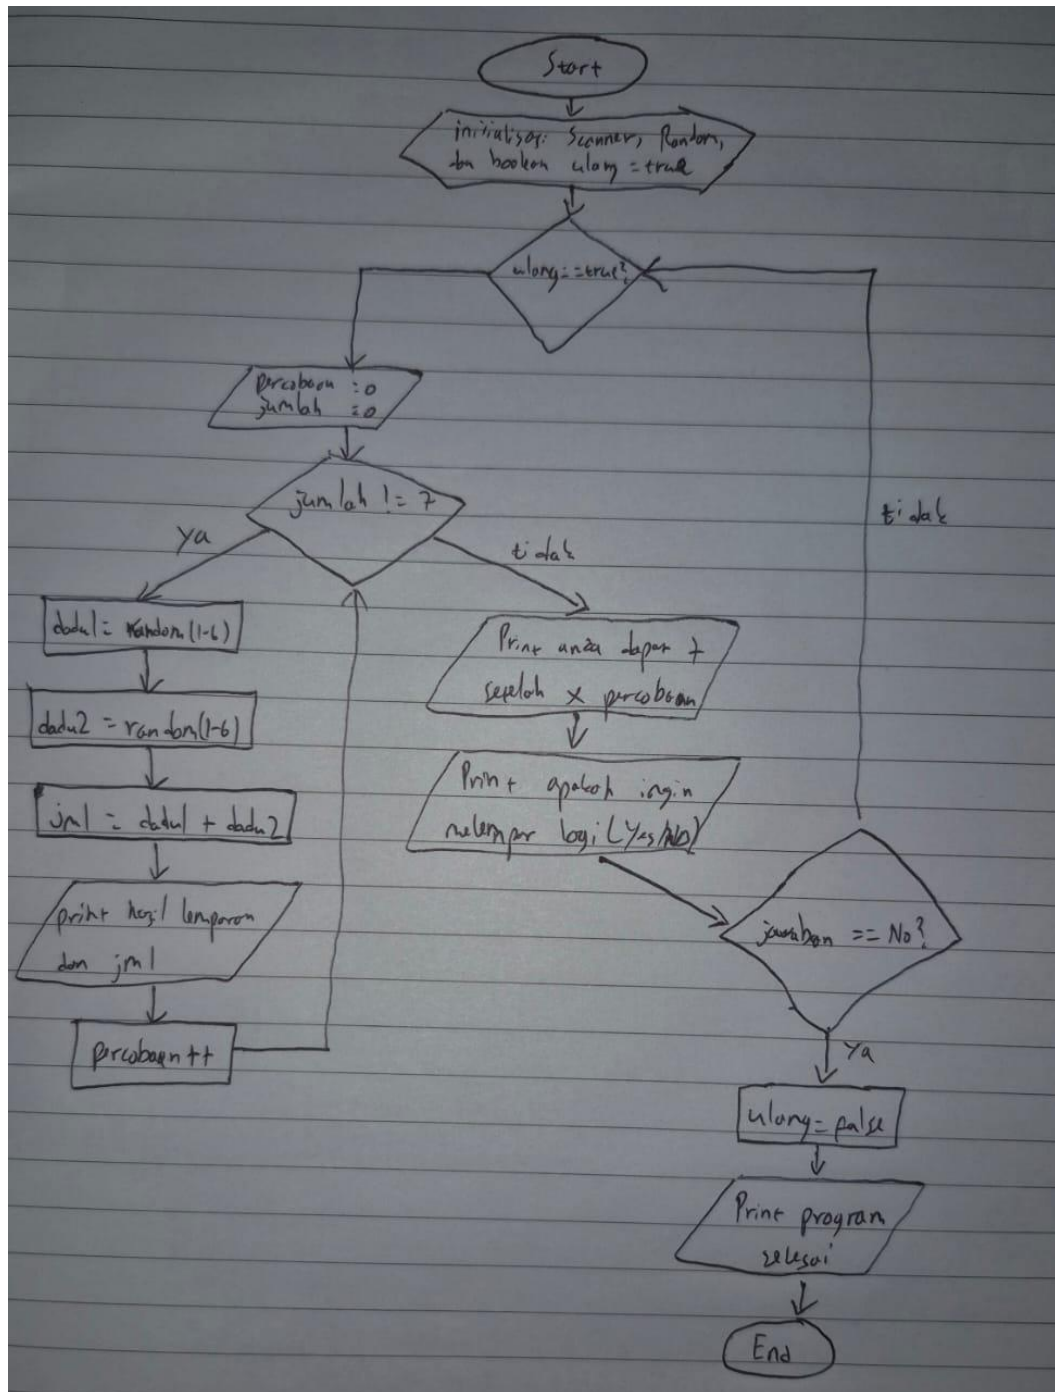 Start
inisialisasi Scanner, Random,
dan boolean ulang = true
ulang==true?
percobaan =0
jumlah =0
jumlah != 7
ya
tidak
dadu1 = random(1-6)
dadu2 = random(1-6)
jml = dadu1 + dadu2
print hasil lemparan
dan jml
percobaan++
Print anda dapat 7
setelah x percobaan
Print apakah ingin
melempar lagi (Yes/No)
tidak
jawaban == No?
ya
ulang=false
Print program
selesai
End